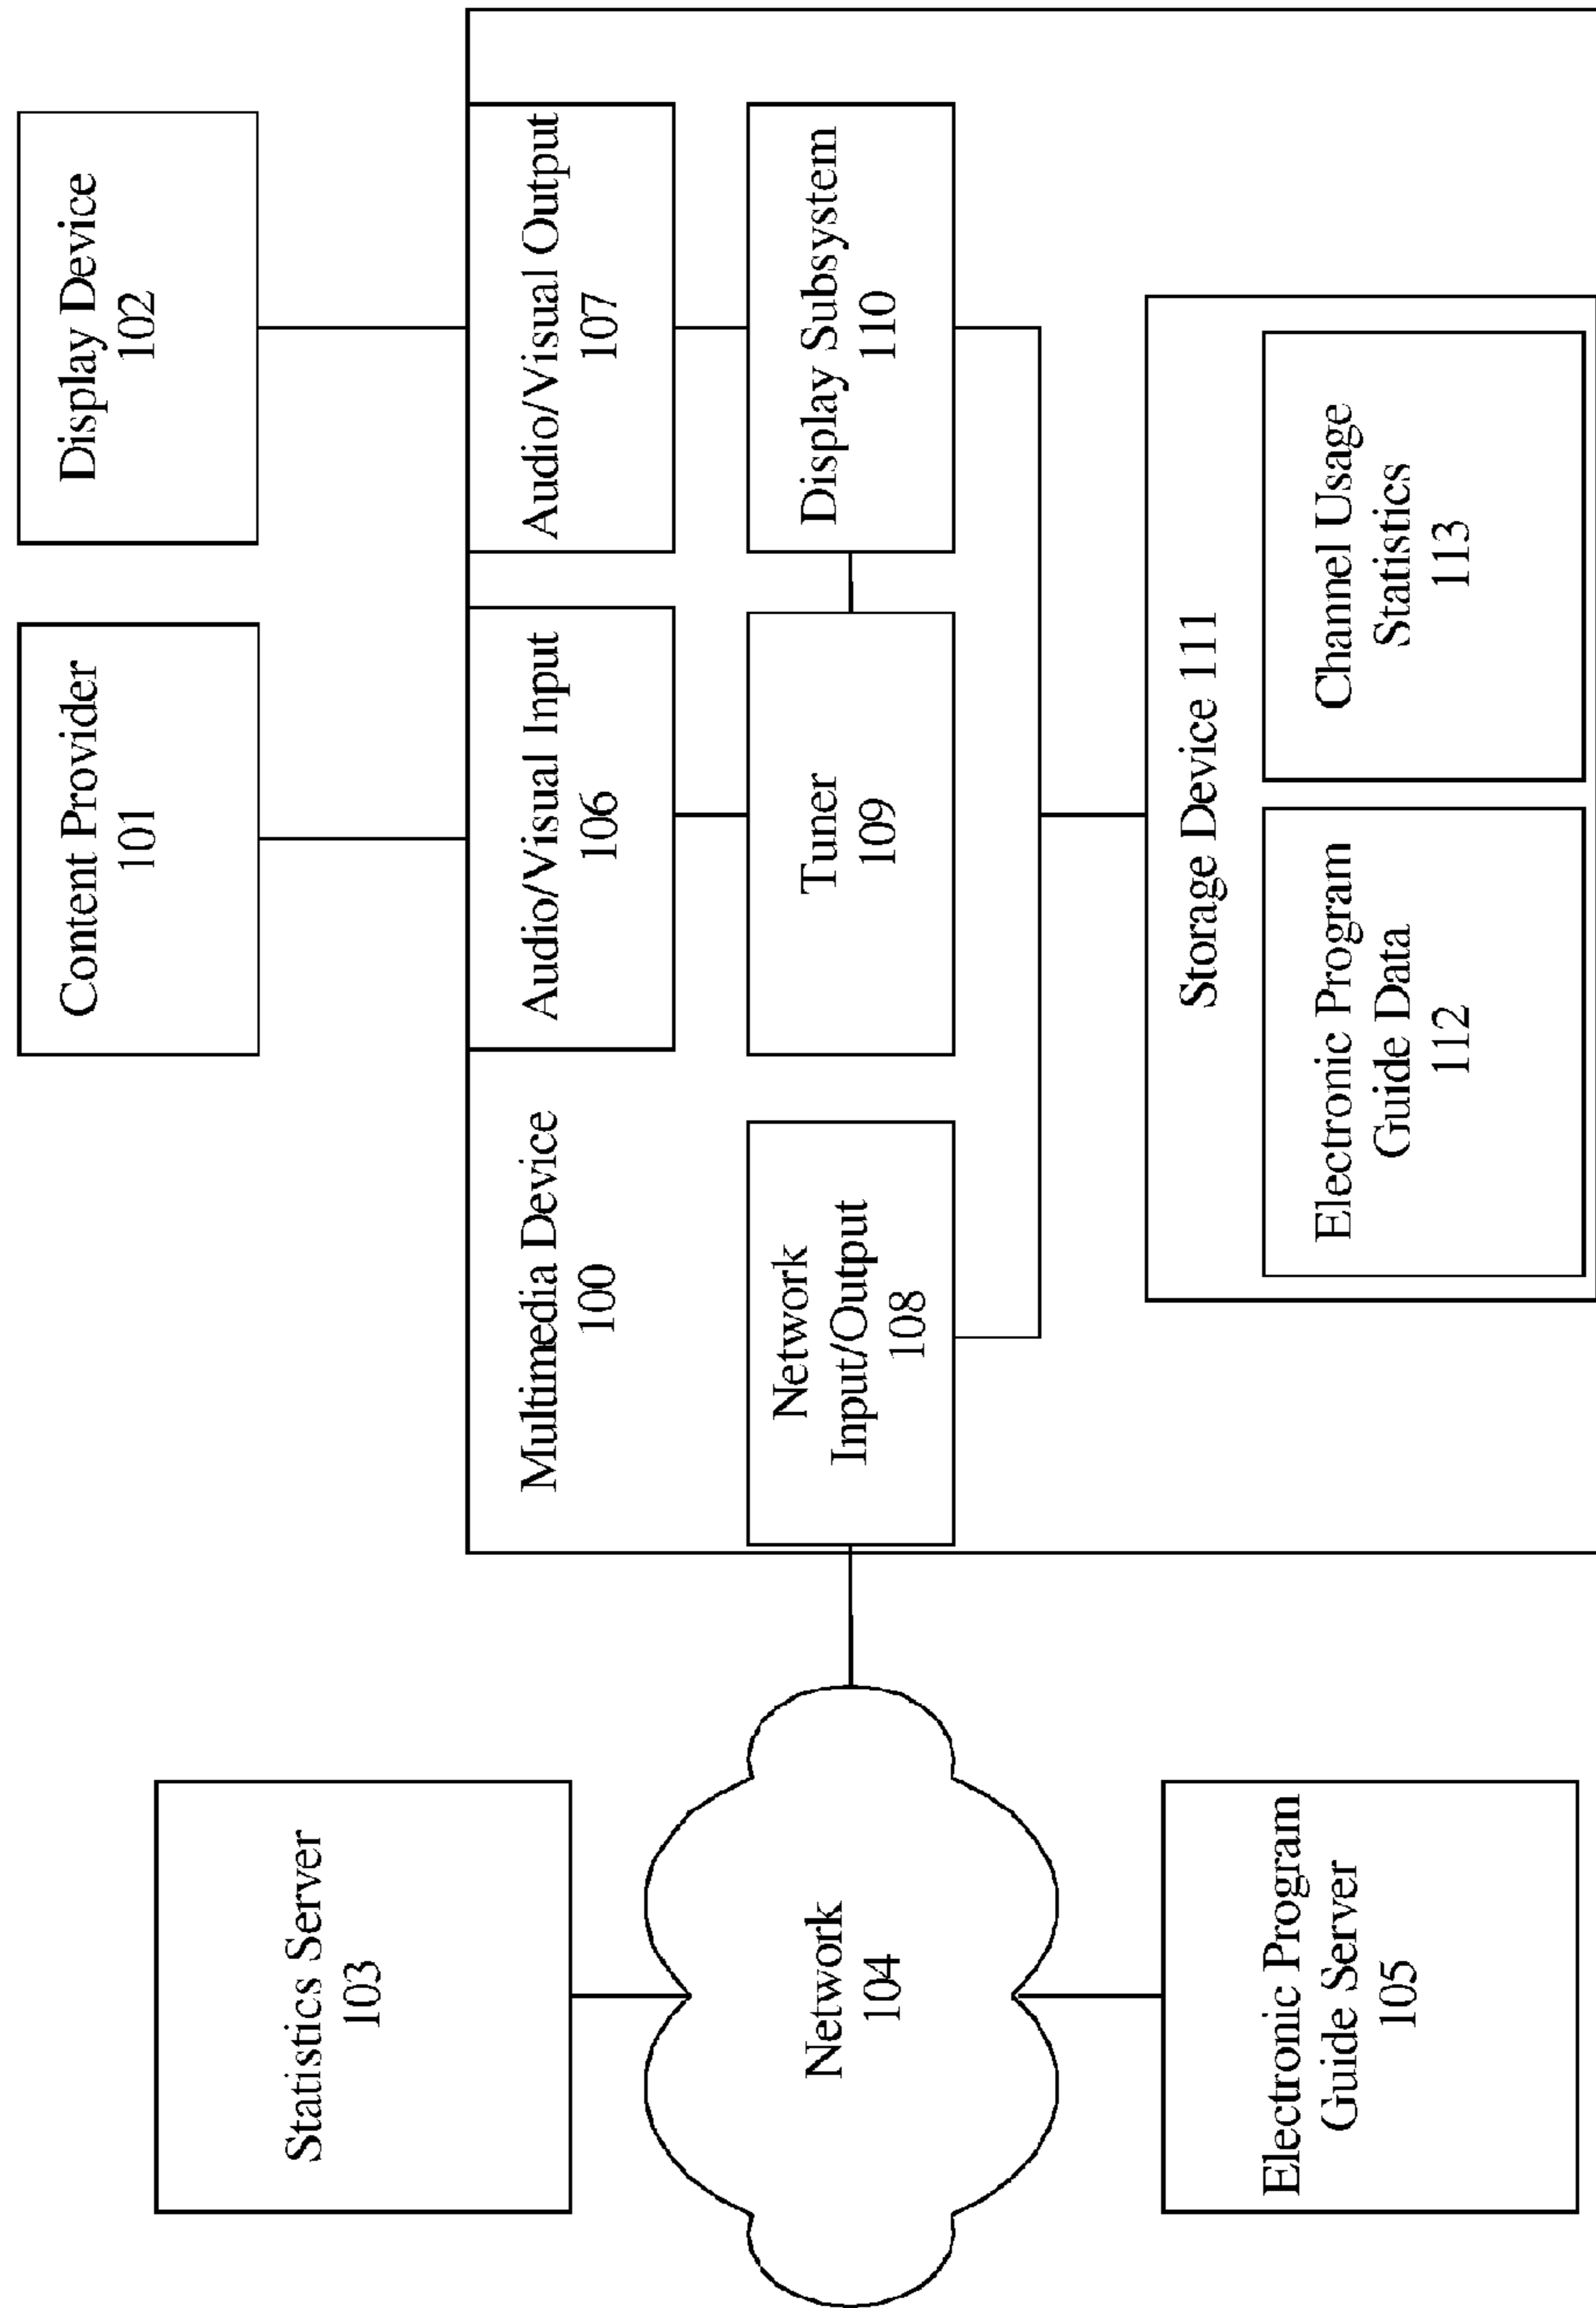 Statistics Server
103
Network
104
Electronic Program
Guide Server
105
Content Provider
101
Display Device
102
Multimedia Device
100
Audio/Visual Input
106
Audio/Visual Output
107
Network
Input/Output
108
Tuner
109
Display Subsystem
110
Storage Device 111
Electronic Program
Guide Data
112
Channel Usage
Statistics
113